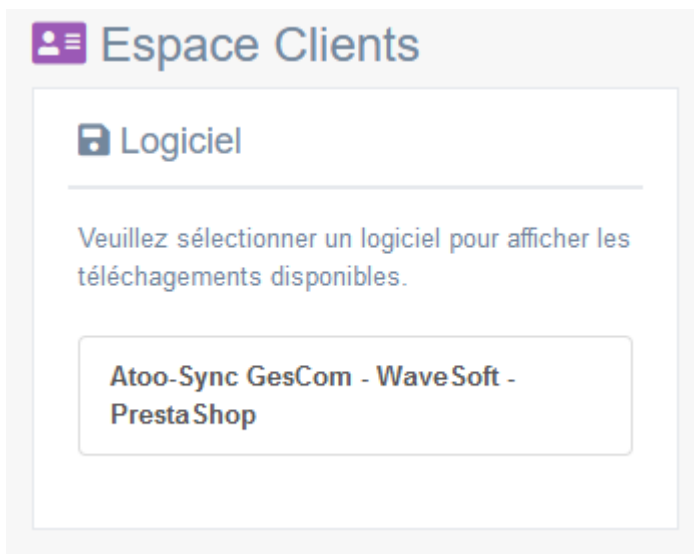 Espace Clients
Logiciel
Veuillez sélectionner un logiciel pour afficher les
téléchagements disponibles.
Atoo-Sync GesCom - WaveSoft -
PrestaShop